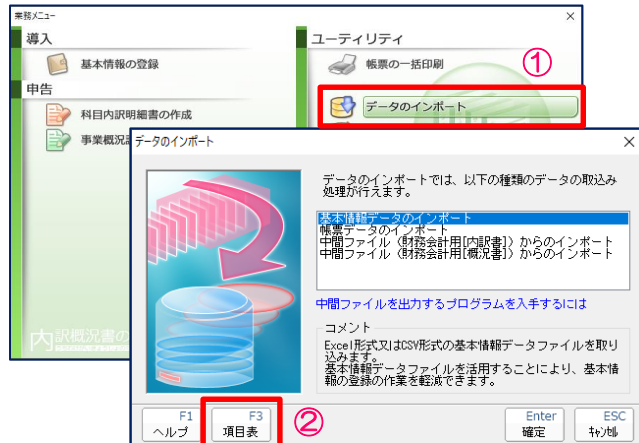 業務メニュー
×
導入
基本情報の登録
申告
科目内訳明細書の作成
事業概況
ユーティリティ
帳票の一括印刷
①
データのインポート
データのインポート
×
データのインポートでは、以下の種類のデータの取込み
処理が行えます。
基本情報データのインポート
帳票データのインポート
中間ファイル（財務会計用[内訳書]）からのインポート
中間ファイル（財務会計用[概況書]）からのインポート
中間ファイルを出力するプログラムを入手するには
コメント
Excel形式又はCSV形式の基本情報データファイルを取り
込みます。
基本情報データファイルを活用することにより、基本情
報の登録の作業を軽減できます。
内訳概況書の
F1
ヘルプ
F3
項目表
②
Enter
確定
ESC
ｷｬﾝｾﾙ